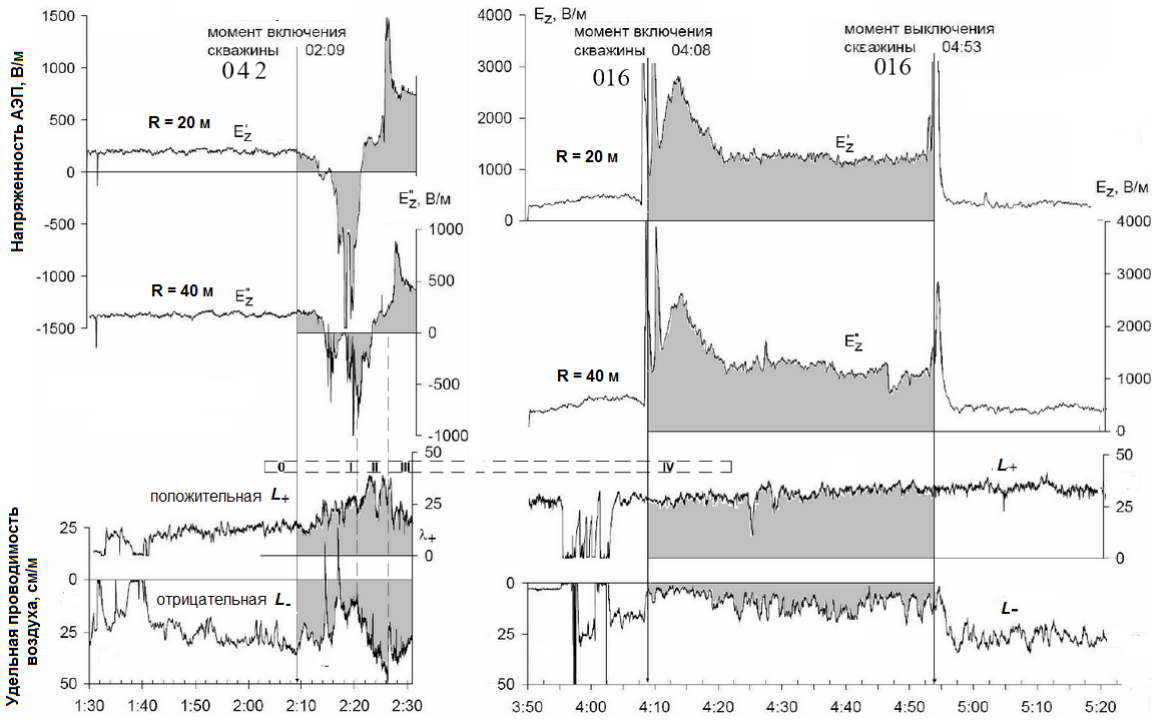 Напряженность АЭП, В/м
1500
1000
500
0
-500
-1000
-1500
момент включения
скважины 02:09
042
R = 20 м
E'z
E"z, В/м
1000
500
0
-500
-1000
R = 40 м
E"z
0
I
II
III
IV
50
25
λ+
0
положительная L+
Удельная проводимость
воздуха, см/м
25
0
25
50
отрицательная L-
1:30
1:40
1:50
2:00
2:10
2:20
2:30
4000
3000
2000
1000
0
Ez, В/м
момент включения
скважины 04:08
016
момент выключения
скважины 04:53
016
R = 20 м
E'z
Ez, В/м
4000
3000
2000
1000
0
R = 40 м
E"z
L+
50
25
0
0
25
50
L-
3:50
4:00
4:10
4:20
4:30
4:40
4:50
5:00
5:10
5:20